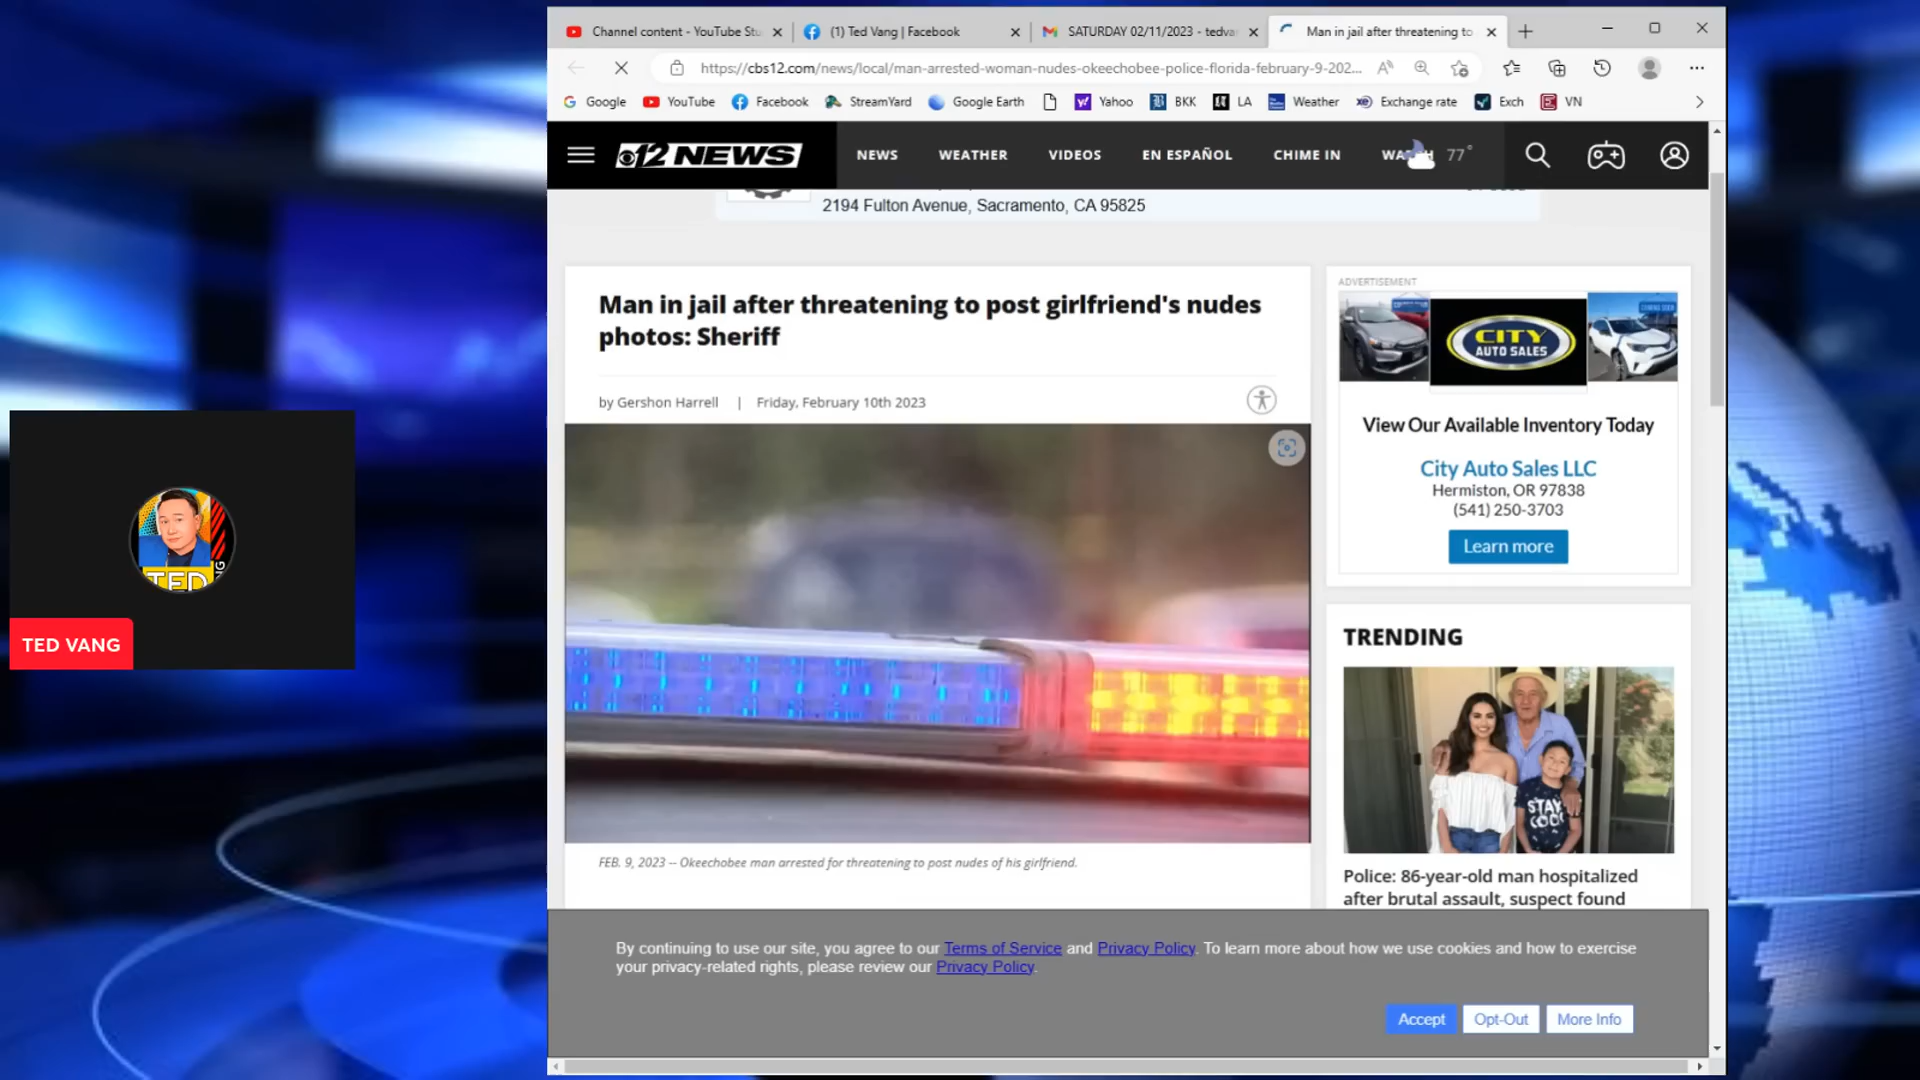 Channel content - YouTube Stu
(1) Ted Vang | Facebook
SATURDAY 02/11/2023 - tedva
Man in jail after threatening to
https://cbs12.com/news/local/man-arrested-woman-nudes-okeechobee-police-florida-february-9-202...
Google
YouTube
Facebook
StreamYard
Google Earth
Yahoo
BKK
LA
Weather
Exchange rate
Exch
VN
12 NEWS
NEWS
WEATHER
VIDEOS
EN ESPAÑOL
CHIME IN
77°
2194 Fulton Avenue, Sacramento, CA 95825
Man in jail after threatening to post girlfriend's nudes
photos: Sheriff
by Gershon Harrell | Friday, February 10th 2023
FEB. 9, 2023 -- Okeechobee man arrested for threatening to post nudes of his girlfriend.
ADVERTISEMENT
CITY
AUTO SALES
COMING SOON
View Our Available Inventory Today
City Auto Sales LLC
Hermiston, OR 97838
(541) 250-3703
Learn more
TRENDING
STAY
COOL
Police: 86-year-old man hospitalized
after brutal assault, suspect found
TED
TED VANG
By continuing to use our site, you agree to our Terms of Service and Privacy Policy. To learn more about how we use cookies and how to exercise
your privacy-related rights, please review our Privacy Policy.
Accept
Opt-Out
More Info